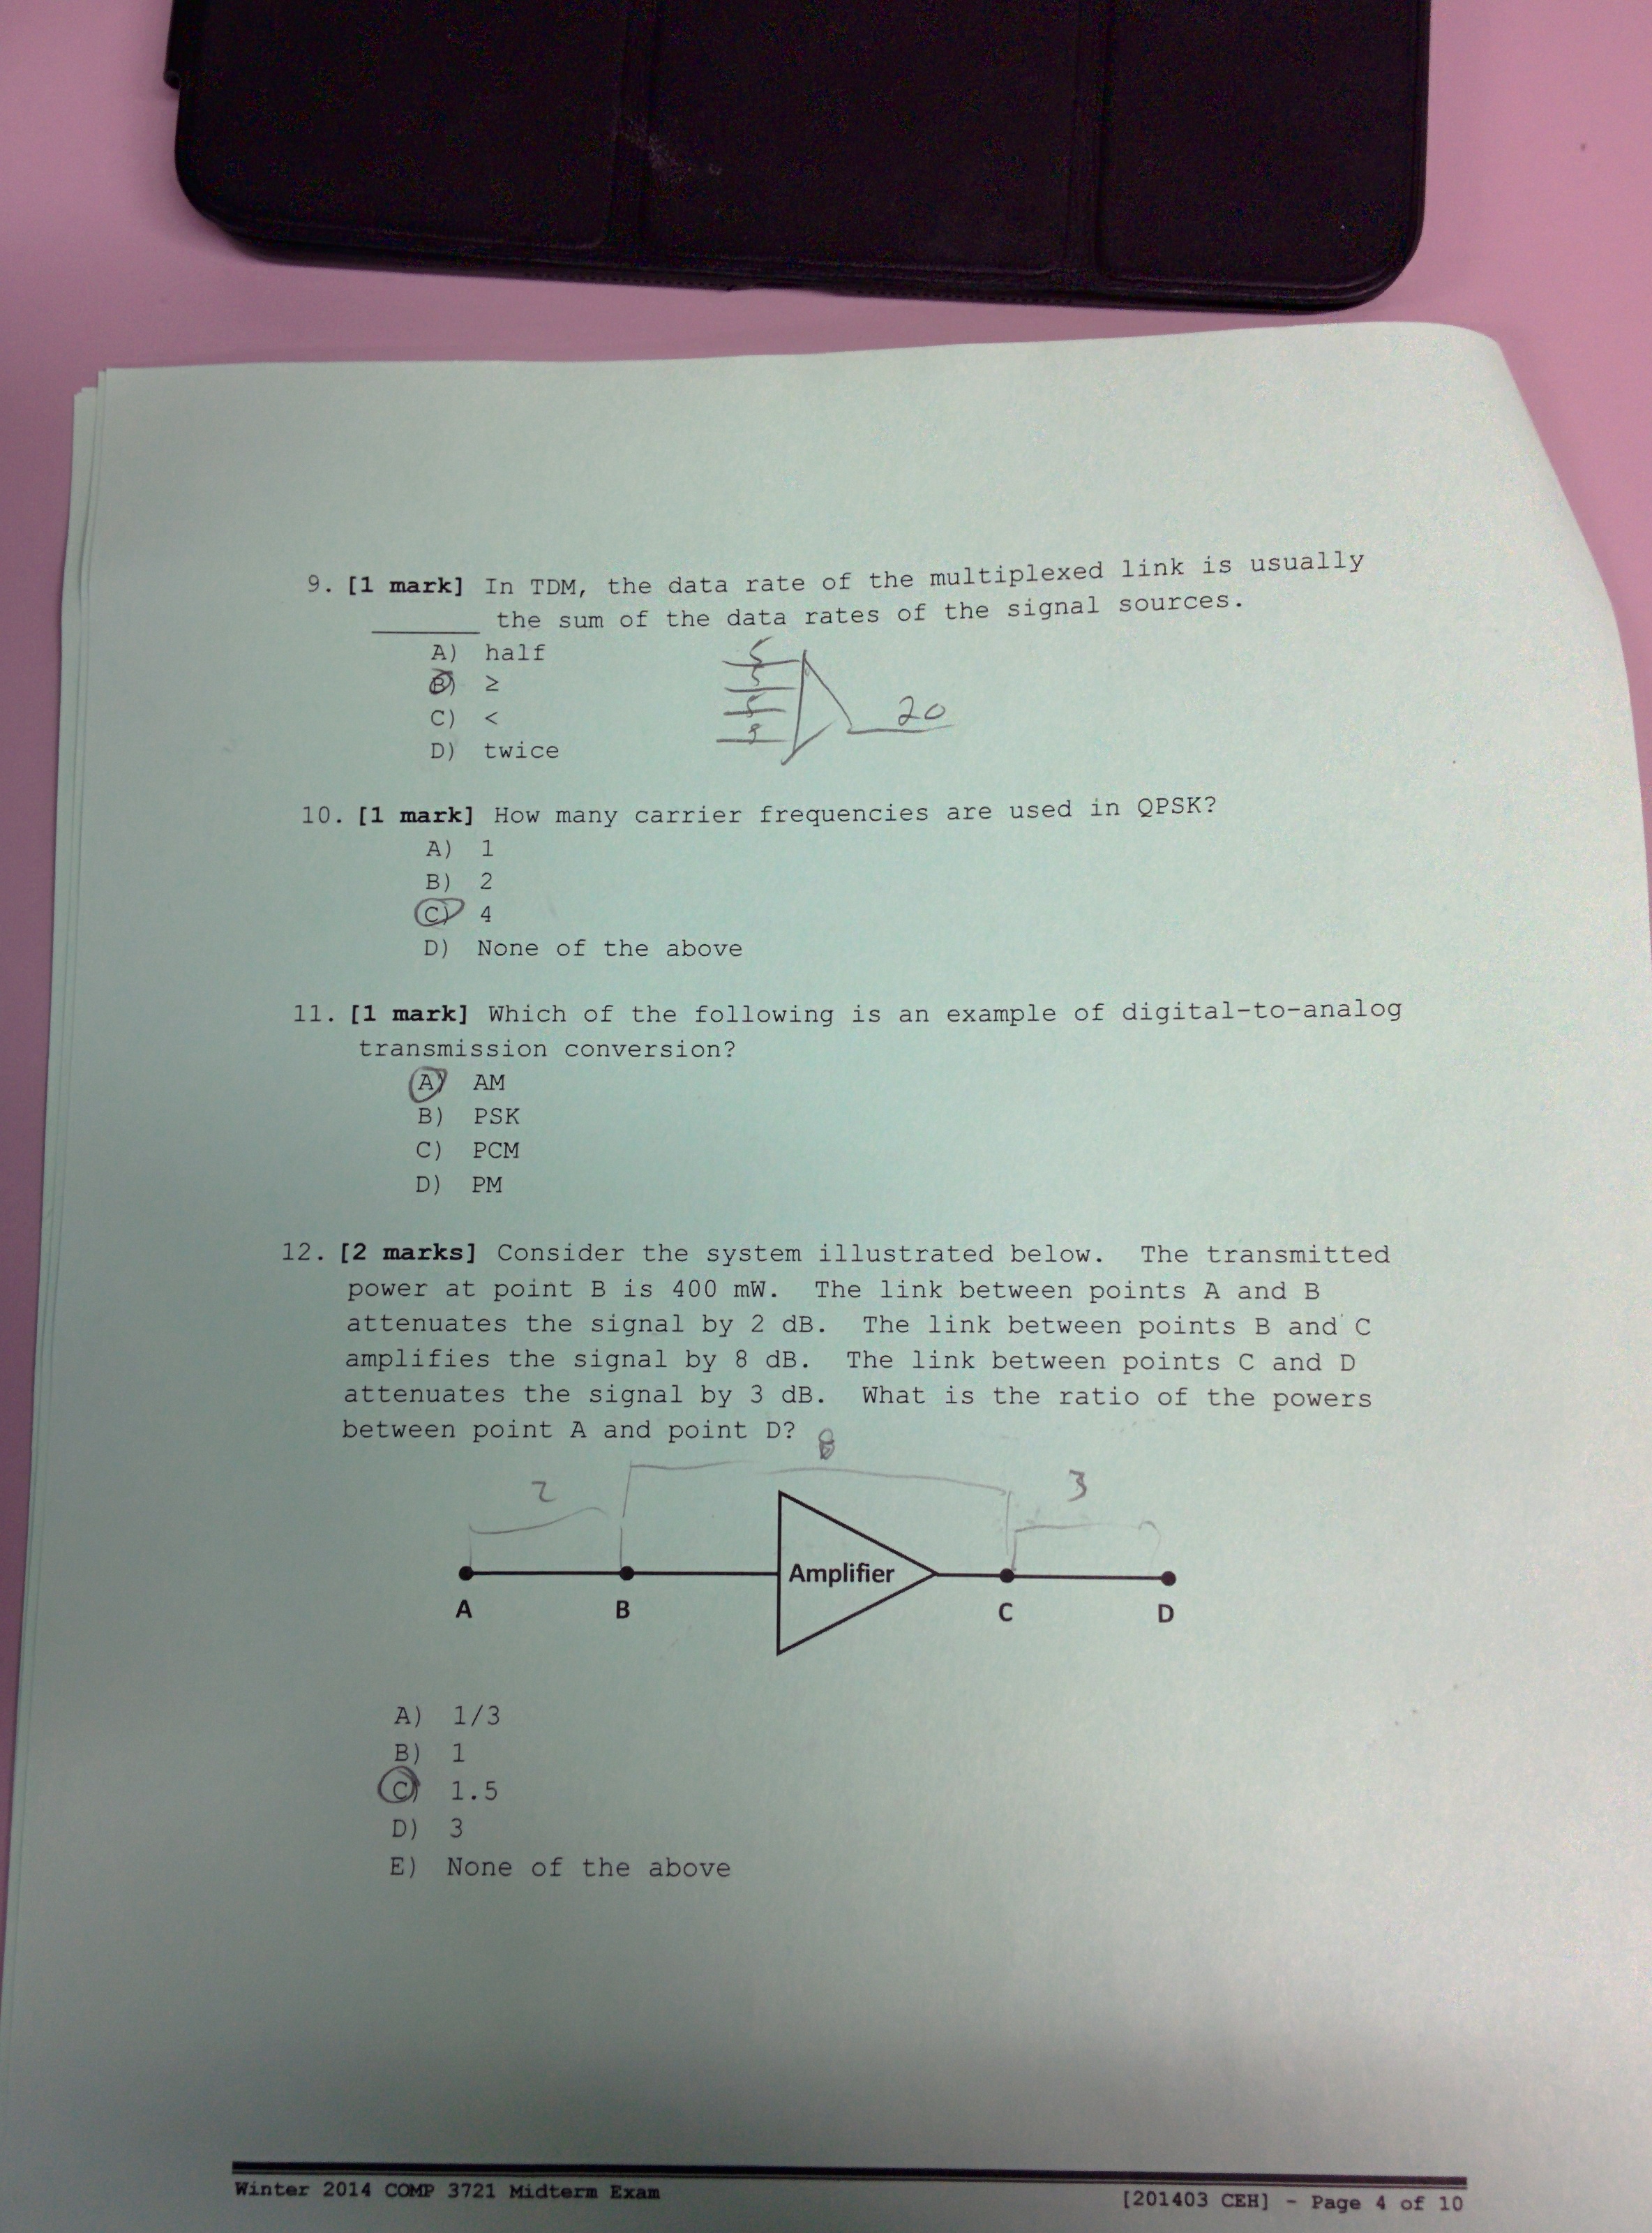 9. [1 mark] In TDM, the data rate of the multiplexed link is usually
________ the sum of the data rates of the signal sources.
A) half
B) ≥
C) <
D) twice
5
5
5
5
20
10. [1 mark] How many carrier frequencies are used in QPSK?
A) 1
B) 2
C) 4
D) None of the above
11. [1 mark] Which of the following is an example of digital-to-analog
transmission conversion?
A) AM
B) PSK
C) PCM
D) PM
12. [2 marks] Consider the system illustrated below. The transmitted
power at point B is 400 mW. The link between points A and B
attenuates the signal by 2 dB. The link between points B and C
amplifies the signal by 8 dB. The link between points C and D
attenuates the signal by 3 dB. What is the ratio of the powers
between point A and point D?
2 8 3
Amplifier
A B C D
A) 1/3
B) 1
C) 1.5
D) 3
E) None of the above
Winter 2014 COMP 3721 Midterm Exam
[201403 CEH] - Page 4 of 10